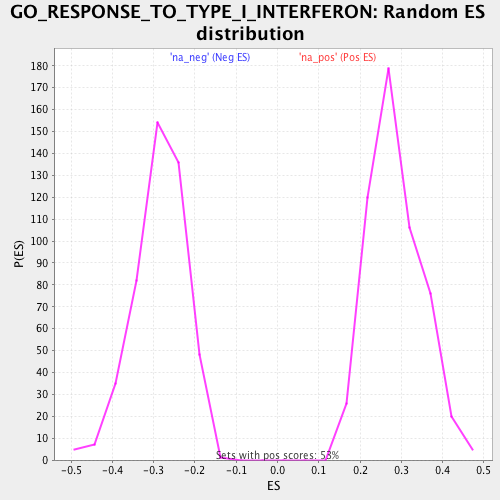 GO_RESPONSE_TO_TYPE_I_INTERFERON: Random ES
distribution
'na_neg' (Neg ES) 'na_pos' (Pos ES)
180
170
160
150
140
130
120
110
100
90
80
70
60
50
40
30
20
10
0
P(ES)
Sets with pos scores: 53%
-0.5 -0.4 -0.3 -0.2 -0.1 0.0 0.1 0.2 0.3 0.4 0.5
ES